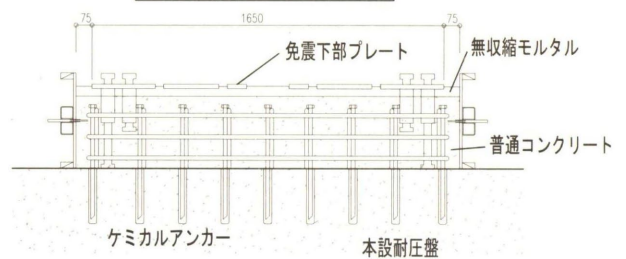 75 1650 75
免震下部プレート
無収縮モルタル
普通コンクリート
ケミカルアンカー
本設耐圧盤